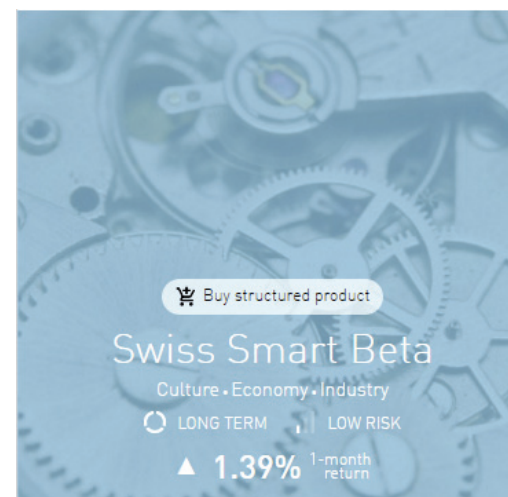 Buy structured product
Swiss Smart Beta
Culture • Economy • Industry
LONG TERM LOW RISK
▲ 1.39% 1-month return